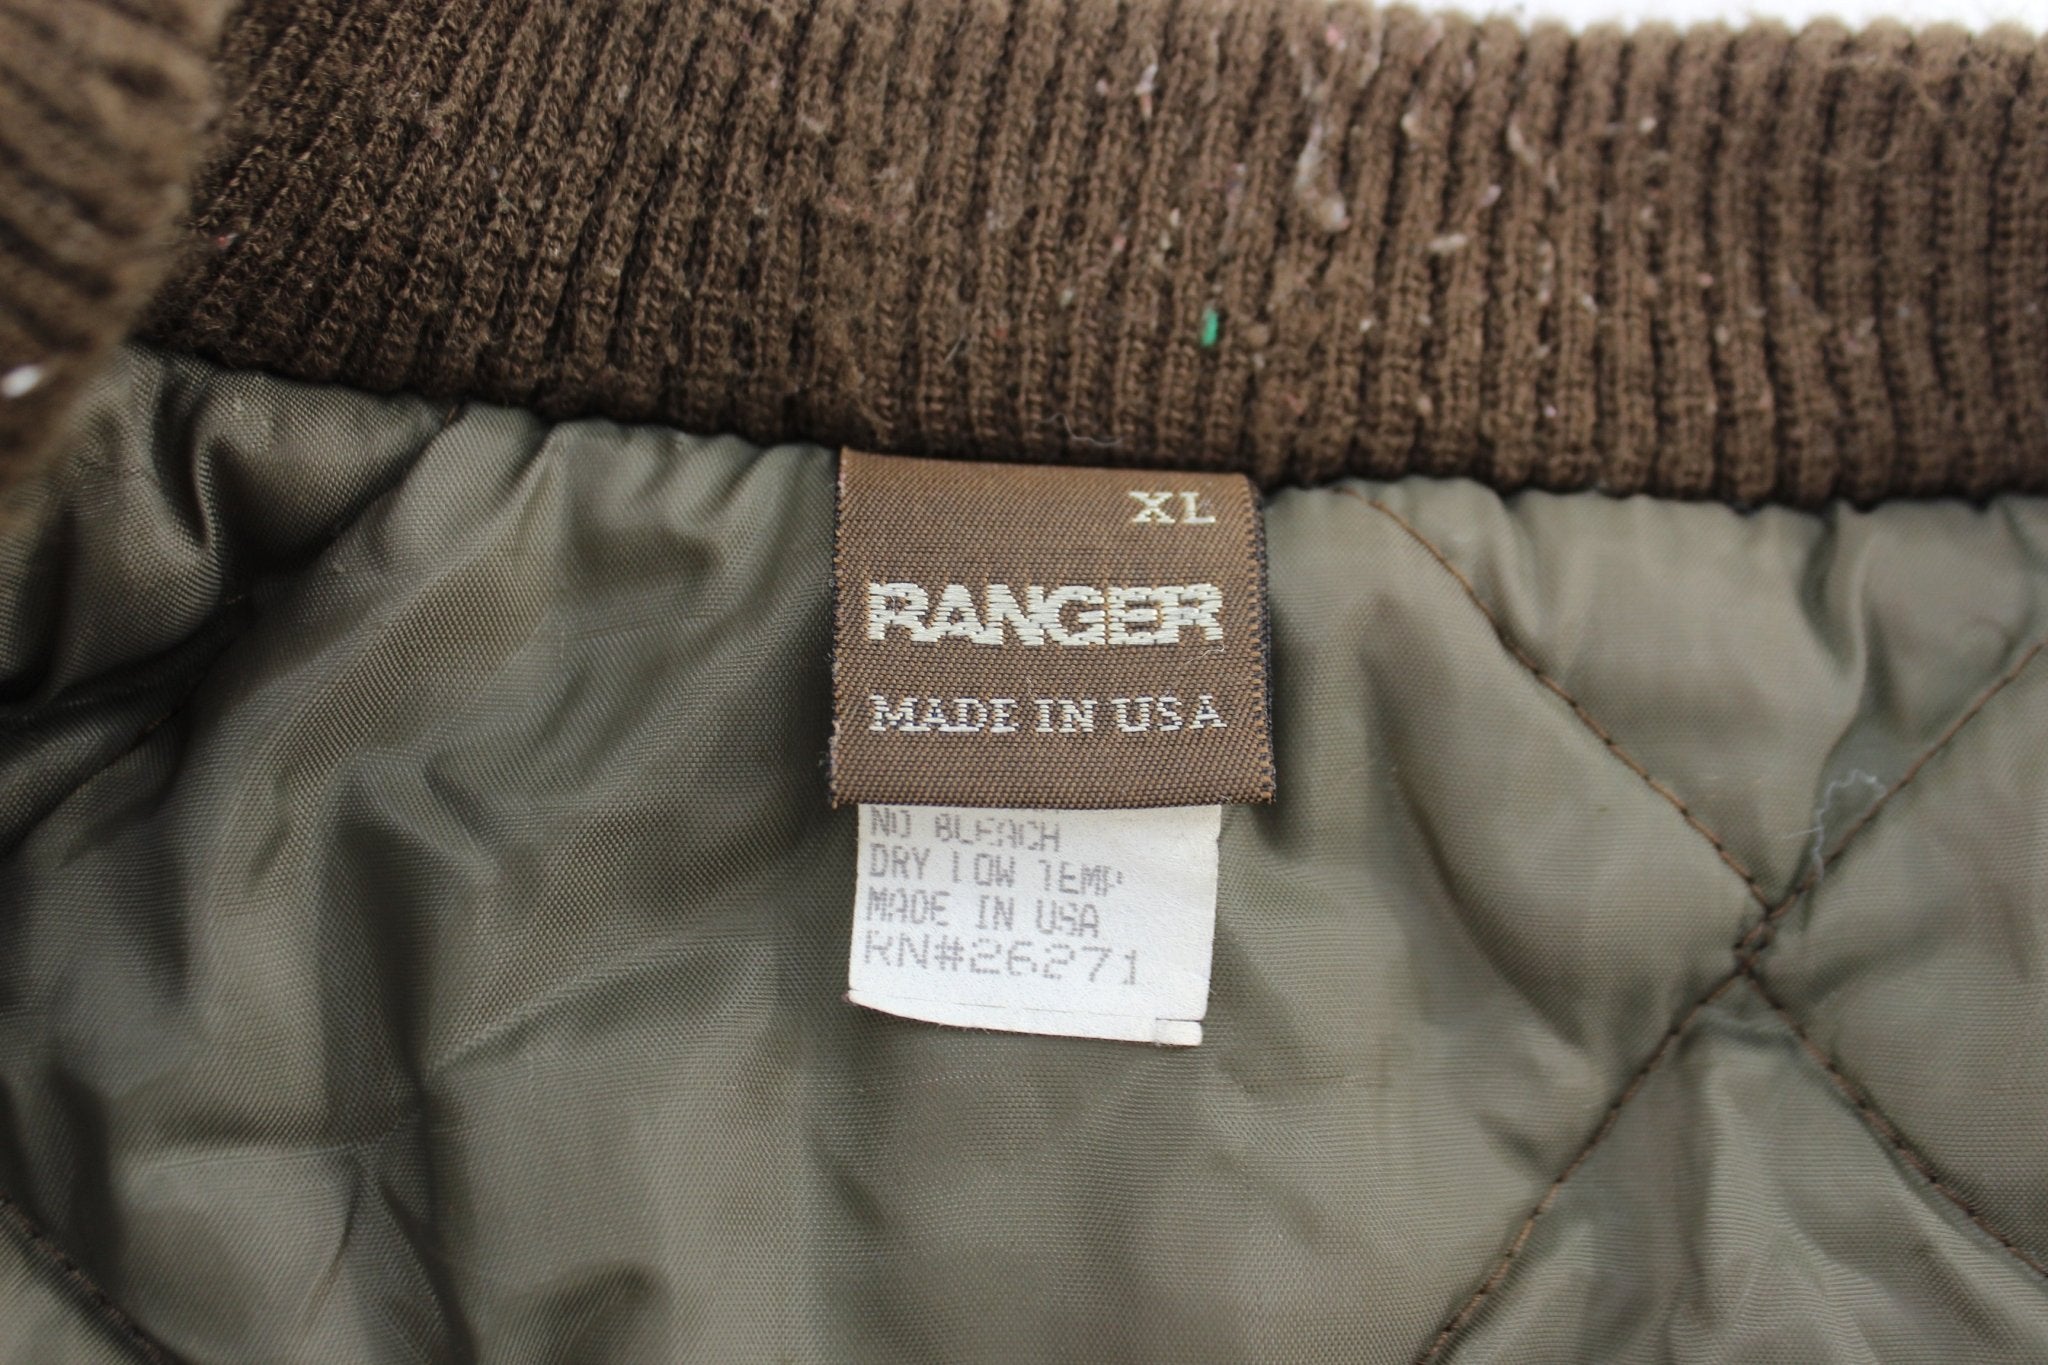 XL
RANGER
MADE IN USA
NO BLEACH
DRY LOW TEMP
MADE IN USA
RN#26271